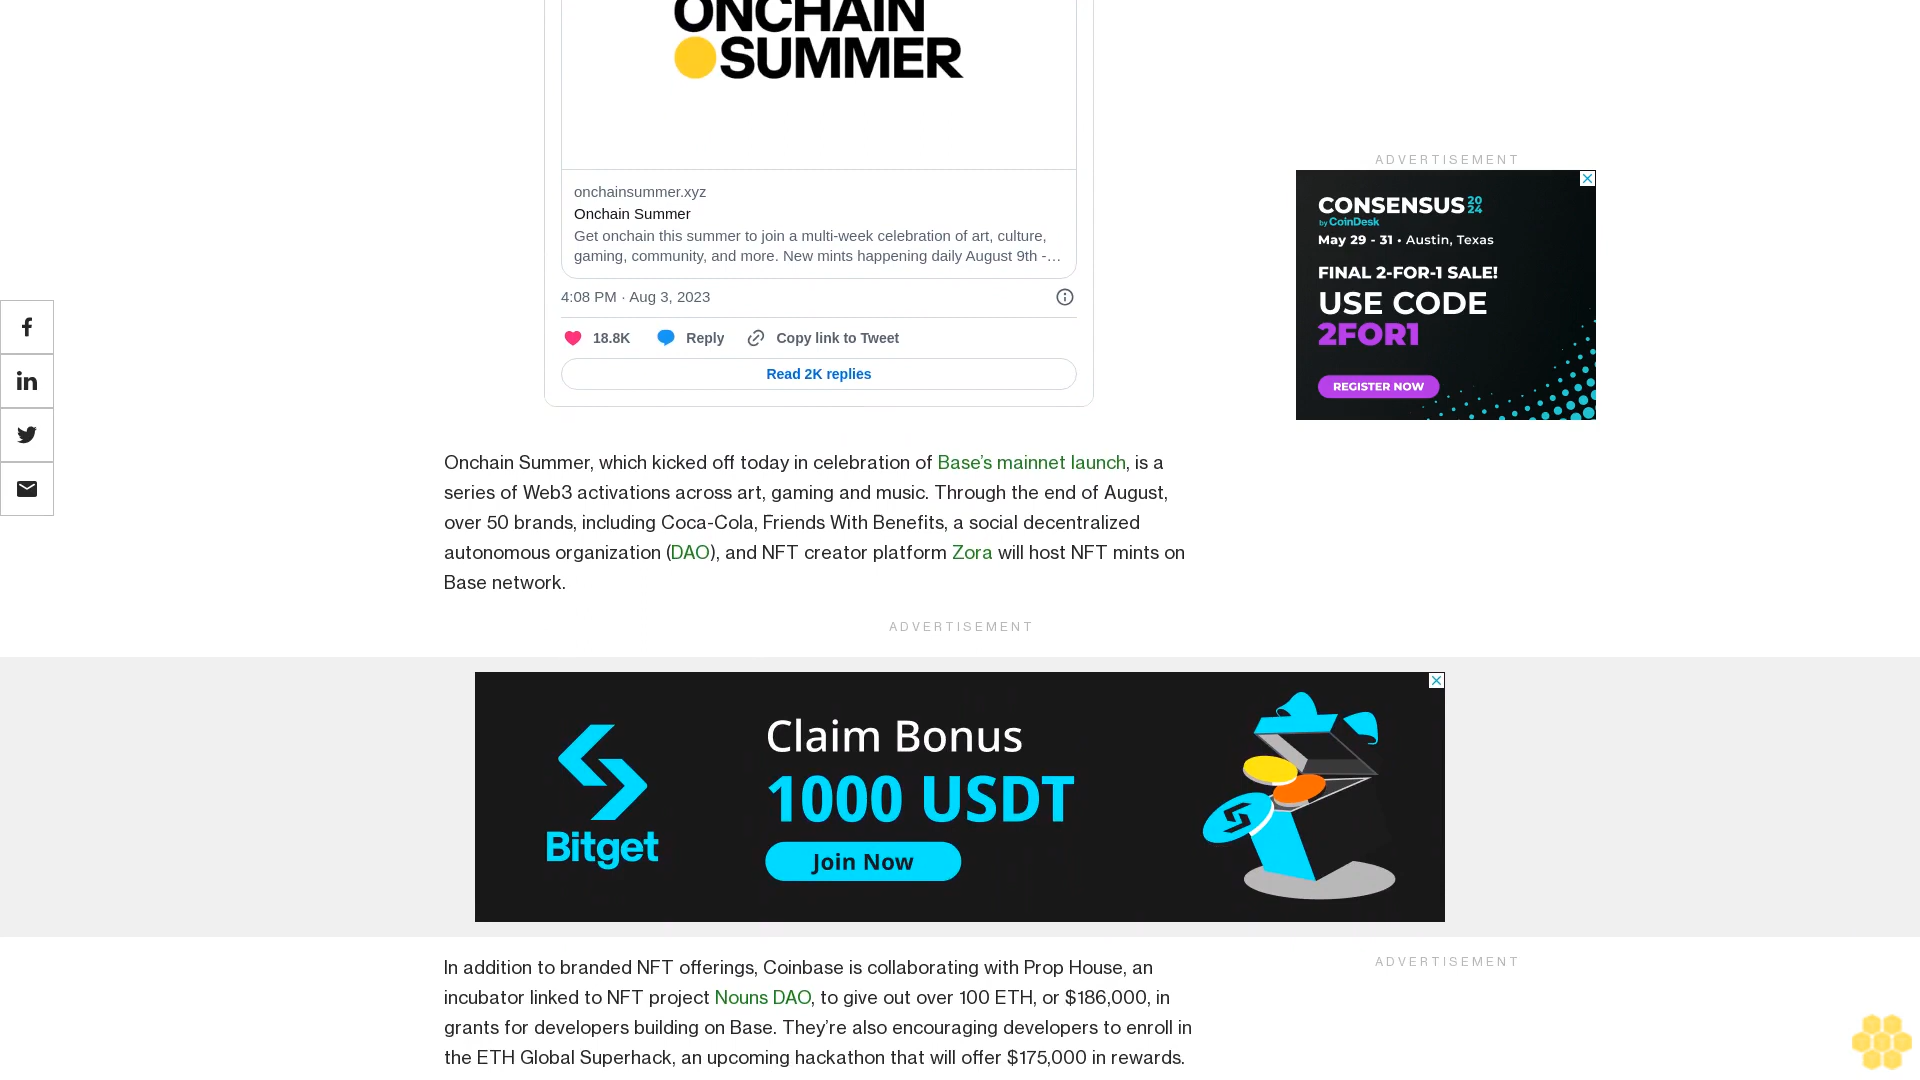 ONCHAIN
SUMMER
onchainsummer.xyz
Onchain Summer
Get onchain this summer to join a multi-week celebration of art, culture,
gaming, community, and more. New mints happening daily August 9th -…
4:08 PM · Aug 3, 2023
18.8K Reply Copy link to Tweet
Read 2K replies
ADVERTISEMENT
CONSENSUS 2024
by CoinDesk
May 29 - 31 • Austin, Texas
FINAL 2-FOR-1 SALE!
USE CODE
2FOR1
REGISTER NOW
Onchain Summer, which kicked off today in celebration of Base’s mainnet launch, is a
series of Web3 activations across art, gaming and music. Through the end of August,
over 50 brands, including Coca-Cola, Friends With Benefits, a social decentralized
autonomous organization (DAO), and NFT creator platform Zora will host NFT mints on
Base network.
ADVERTISEMENT
Bitget
Claim Bonus
1000 USDT
Join Now
In addition to branded NFT offerings, Coinbase is collaborating with Prop House, an
incubator linked to NFT project Nouns DAO, to give out over 100 ETH, or $186,000, in
grants for developers building on Base. They’re also encouraging developers to enroll in
the ETH Global Superhack, an upcoming hackathon that will offer $175,000 in rewards.
ADVERTISEMENT